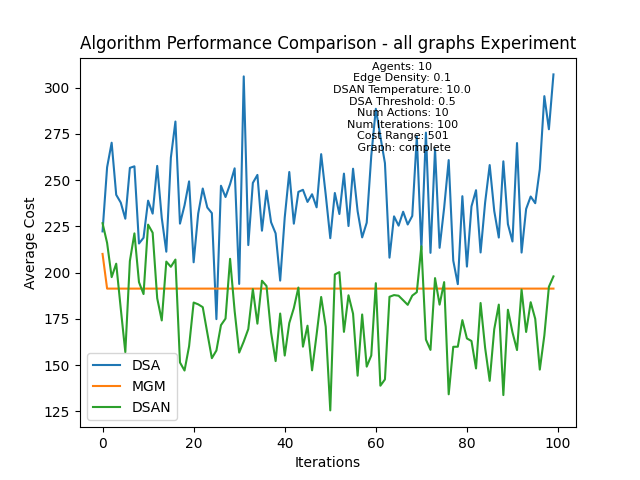 Algorithm Performance Comparison - all graphs Experiment
Agents: 10
Edge Density: 0.1
DSAN Temperature: 10.0
DSA Threshold: 0.5
Num Actions: 10
Num Iterations: 100
Cost Range: 501
Graph: complete
Average Cost
300
275
250
225
200
175
150
125
DSA
MGM
DSAN
0
20
40
60
80
100
Iterations